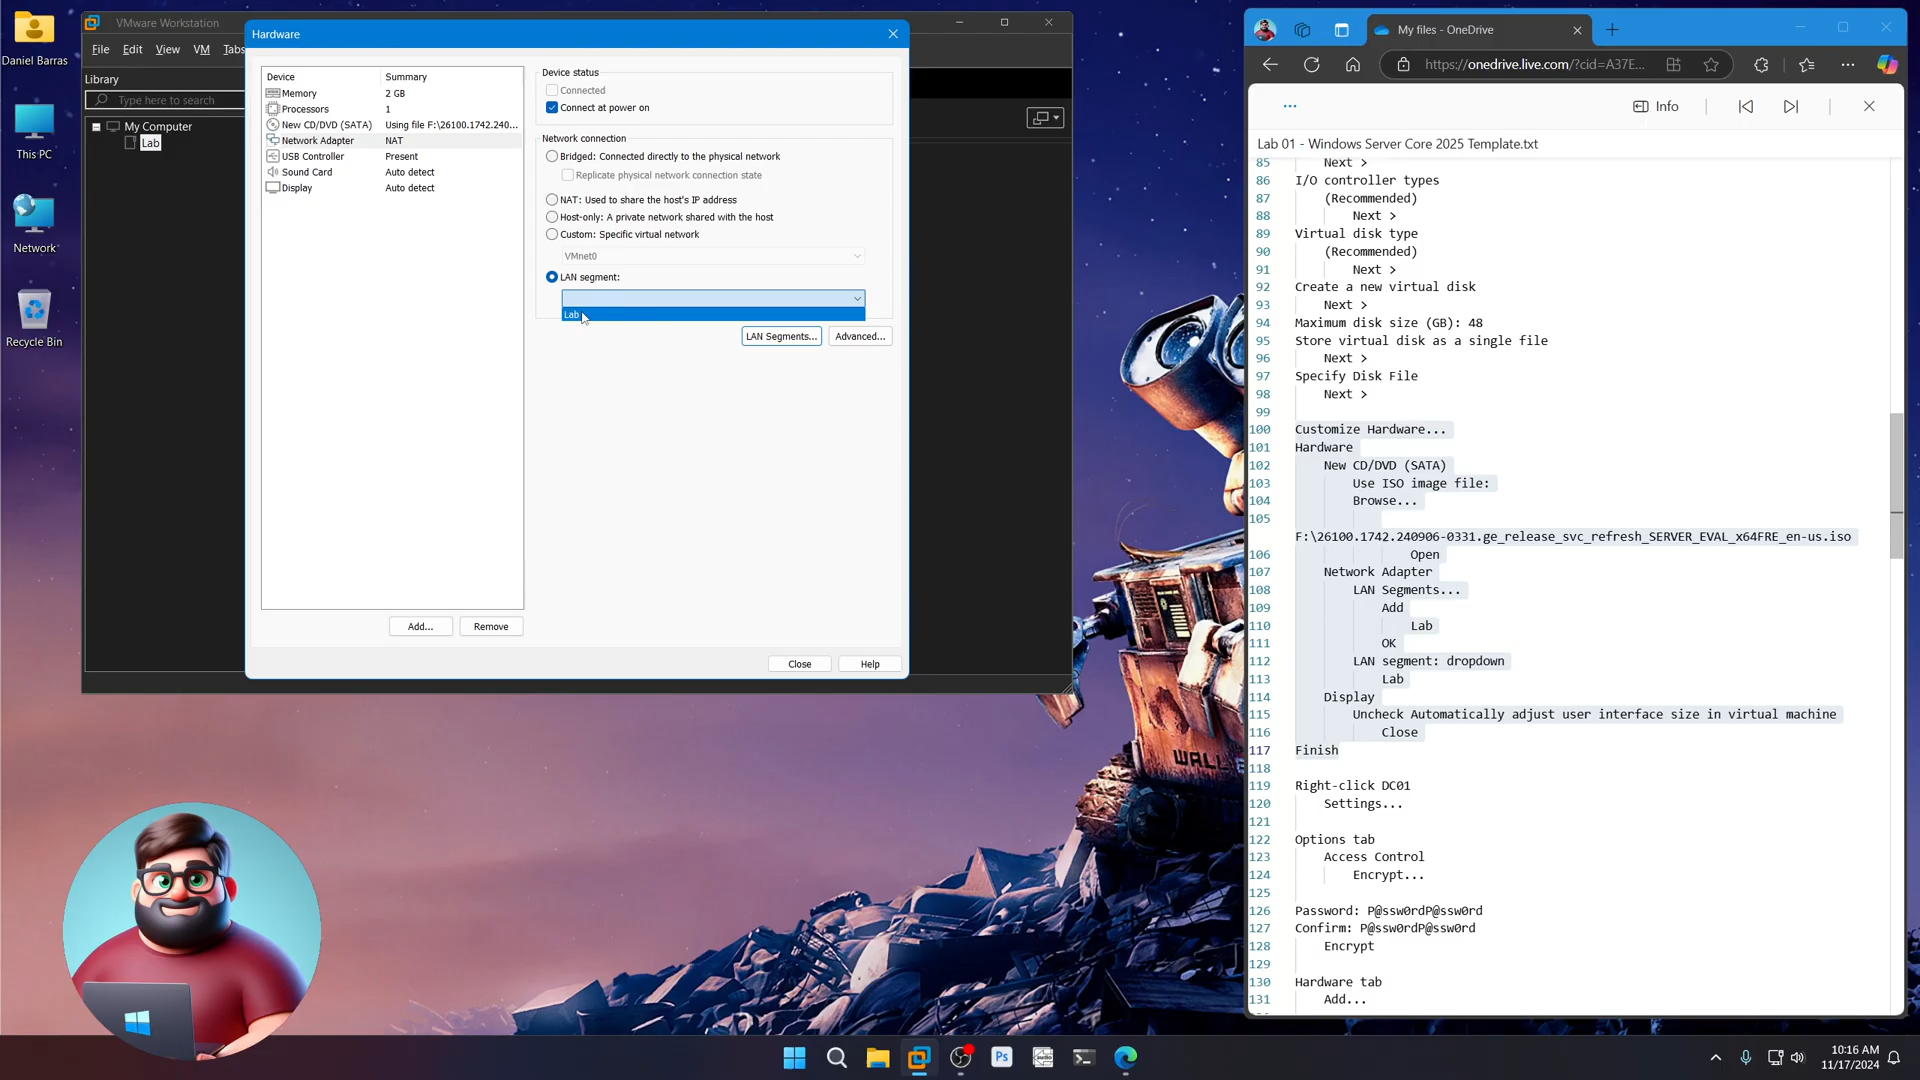 Daniel Barras
This PC
Network
Recycle Bin
VMware Workstation
File Edit View VM Tabs
Library
Type here to search
My Computer
Lab
Hardware
Device Summary
Memory 2 GB
Processors 1
New CD/DVD (SATA) Using file F:\26100.1742.240...
Network Adapter NAT
USB Controller Present
Sound Card Auto detect
Display Auto detect
Add... Remove
Device status
Connected
Connect at power on
Network connection
Bridged: Connected directly to the physical network
Replicate physical network connection state
NAT: Used to share the host's IP address
Host-only: A private network shared with the host
Custom: Specific virtual network
VMnet0
LAN segment:
Lab
LAN Segments... Advanced...
Close Help
WALL
My files - OneDrive
https://onedrive.live.com/?cid=A37E...
Info
Lab 01 - Windows Server Core 2025 Template.txt
85 Next >
86 I/O controller types
87 (Recommended)
88 Next >
89 Virtual disk type
90 (Recommended)
91 Next >
92 Create a new virtual disk
93 Next >
94 Maximum disk size (GB): 48
95 Store virtual disk as a single file
96 Next >
97 Specify Disk File
98 Next >
99
100 Customize Hardware...
101 Hardware
102 New CD/DVD (SATA)
103 Use ISO image file:
104 Browse...
105
F:\26100.1742.240906-0331.ge_release_svc_refresh_SERVER_EVAL_x64FRE_en-us.iso
106 Open
107 Network Adapter
108 LAN Segments...
109 Add
110 Lab
111 OK
112 LAN segment: dropdown
113 Lab
114 Display
115 Uncheck Automatically adjust user interface size in virtual machine
116 Close
117 Finish
118
119 Right-click DC01
120 Settings...
121
122 Options tab
123 Access Control
124 Encrypt...
125
126 Password: P@ssw0rdP@ssw0rd
127 Confirm: P@ssw0rdP@ssw0rd
128 Encrypt
129
130 Hardware tab
131 Add...
Ps
audio
10:16 AM
11/17/2024